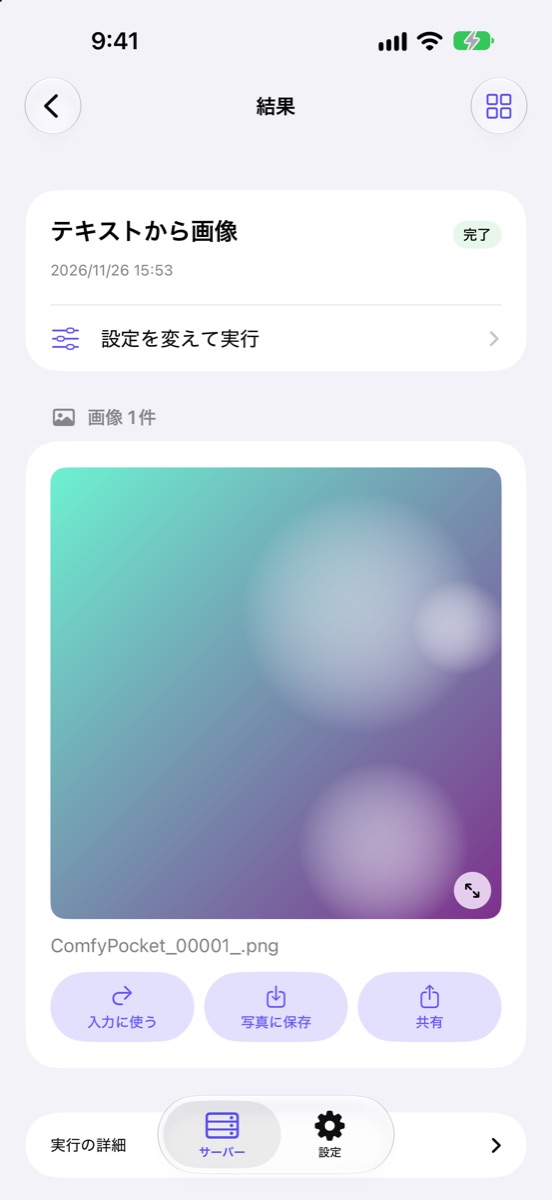 9:41
結果
テキストから画像
完了
2026/11/26 15:53
設定を変えて実行
画像 1件
ComfyPocket_00001_.png
入力に使う
写真に保存
共有
実行の詳細
サーバー
設定